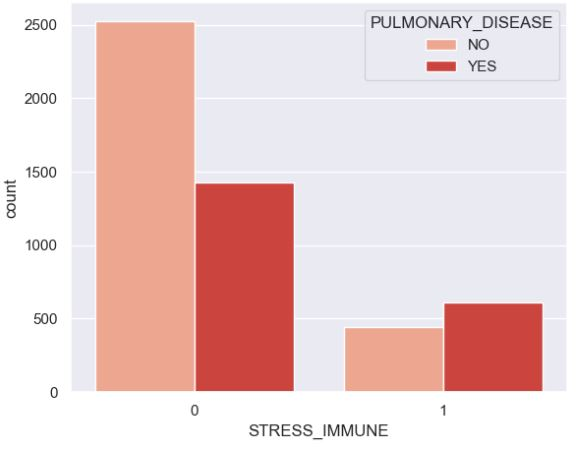 PULMONARY_DISEASE
NO
YES
2500
2000
1500
1000
500
0
count
0 1
STRESS_IMMUNE